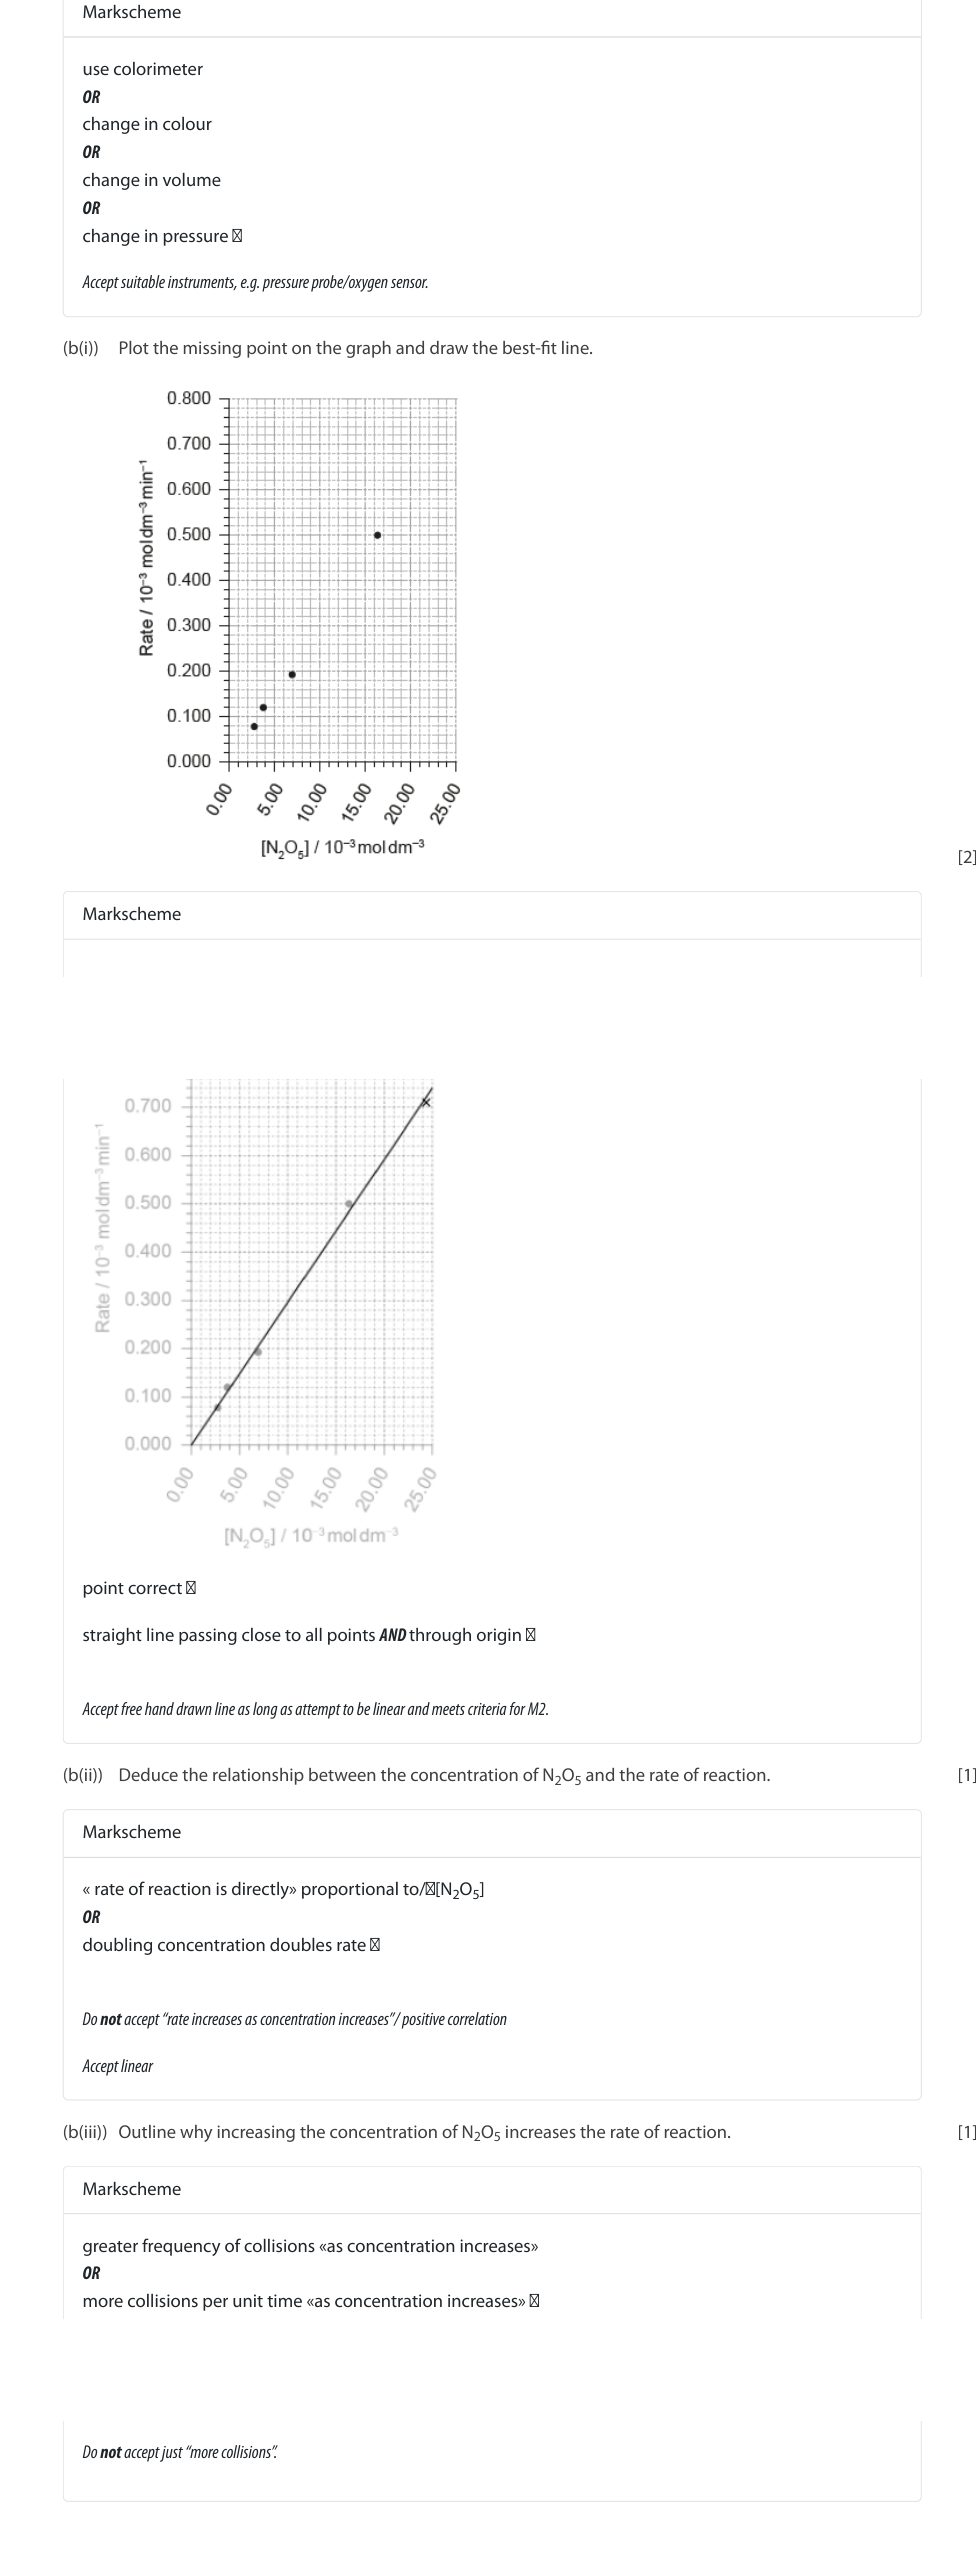 Markscheme
use colorimeter
OR
change in colour
OR
change in volume
OR
change in pressure
Accept suitable instruments, e.g. pressure probe/oxygen sensor.
(b(i)) Plot the missing point on the graph and draw the best-fit line.
0.800
0.700
0.600
0.500
0.400
0.300
0.200
0.100
0.000
Rate / 10⁻³ mol dm⁻³ min⁻¹
0.00 5.00 10.00 15.00 20.00 25.00
[N₂O₅] / 10⁻³ mol dm⁻³
[2]
Markscheme
0.700
0.600
0.500
0.400
0.300
0.200
0.100
0.000
Rate / 10⁻³ mol dm⁻³ min⁻¹
0.00 5.00 10.00 15.00 20.00 25.00
[N₂O₅] / 10⁻³ mol dm⁻³
point correct
straight line passing close to all points AND through origin
Accept free hand drawn line as long as attempt to be linear and meets criteria for M2.
(b(ii)) Deduce the relationship between the concentration of N₂O₅ and the rate of reaction. [1]
Markscheme
« rate of reaction is directly» proportional to/[N₂O₅]
OR
doubling concentration doubles rate
Do not accept “rate increases as concentration increases”/ positive correlation
Accept linear
(b(iii)) Outline why increasing the concentration of N₂O₅ increases the rate of reaction. [1]
Markscheme
greater frequency of collisions «as concentration increases»
OR
more collisions per unit time «as concentration increases»
Do not accept just “more collisions”.